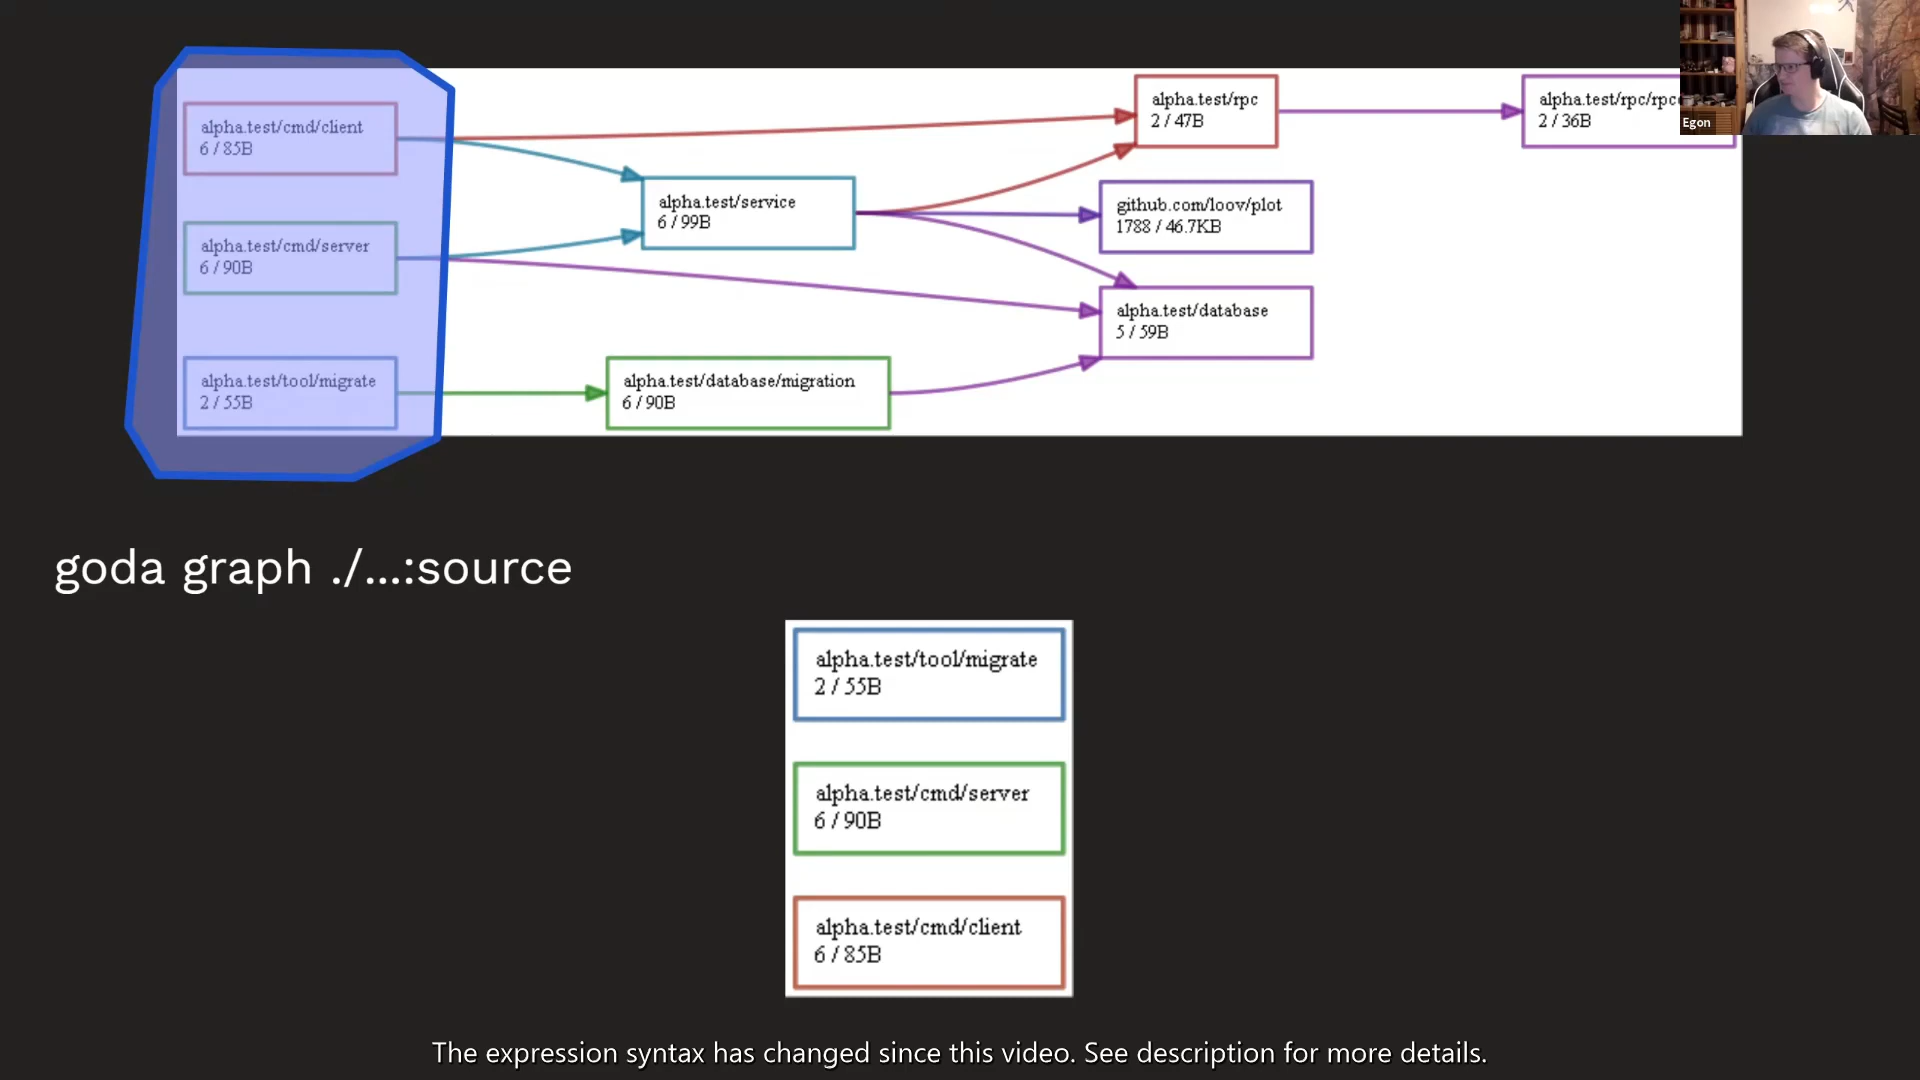 alpha.test/cmd/client
6 / 85B
alpha.test/cmd/server
6 / 90B
alpha.test/tool/migrate
2 / 55B
alpha.test/service
6 / 99B
alpha.test/database/migration
6 / 90B
alpha.test/rpc
2 / 47B
github.com/loov/plot
1788 / 46.7KB
alpha.test/database
5 / 59B
alpha.test/rpc/rpc
2 / 36B
Egon
goda graph ./...:source
alpha.test/tool/migrate
2 / 55B
alpha.test/cmd/server
6 / 90B
alpha.test/cmd/client
6 / 85B
The expression syntax has changed since this video. See description for more details.